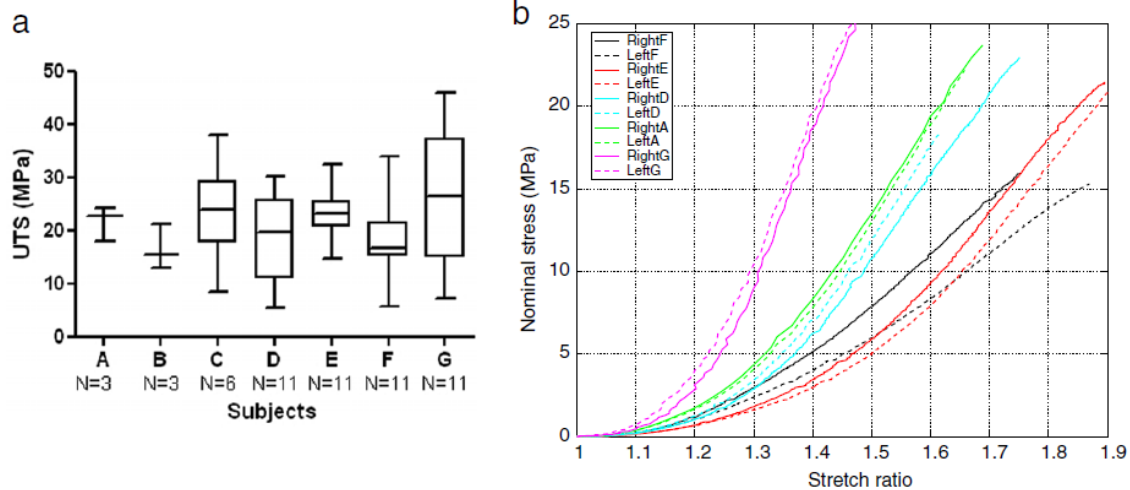 a
UTS (MPa)
50
40
30
20
10
0
A B C D E F G
N=3 N=3 N=6 N=11 N=11 N=11 N=11
Subjects
b
Nominal stress (MPa)
25
20
15
10
5
0
RightF
LeftF
RightE
LeftE
RightD
LeftD
RightA
LeftA
RightG
LeftG
1 1.1 1.2 1.3 1.4 1.5 1.6 1.7 1.8 1.9
Stretch ratio